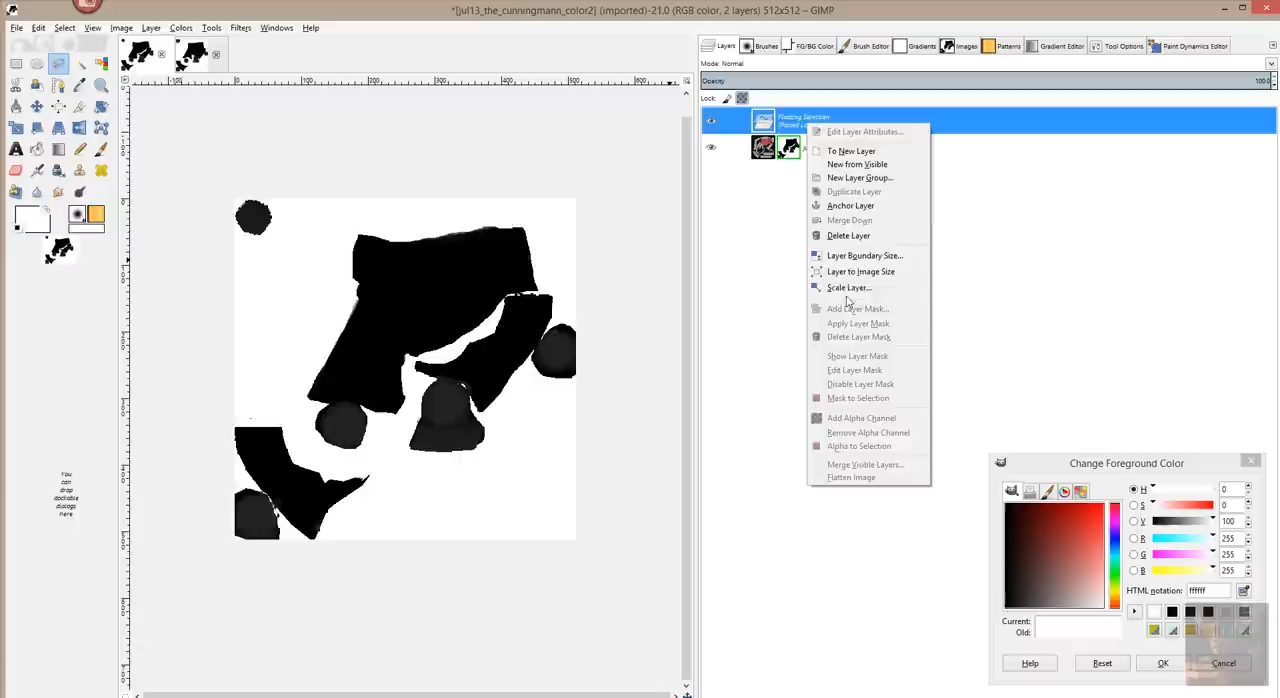 *[jul13_the_cunningmann_color2] (imported)-21.0 (RGB color, 2 layers) 512x512 – GIMP
File Edit Select View Image Layer Colors Tools Filters Windows Help
Layers Brushes FG/BG Color Brush Editor Gradients Images Patterns Gradient Editor Tool Options Paint Dynamics Editor
Mode: Normal
Opacity 100.0
Lock:
Floating Selection
Edit Layer Attributes...
To New Layer
New from Visible
New Layer Group...
Duplicate Layer
Anchor Layer
Merge Down
Delete Layer
Layer Boundary Size...
Layer to Image Size
Scale Layer...
Add Layer Mask...
Apply Layer Mask
Delete Layer Mask
Show Layer Mask
Edit Layer Mask
Disable Layer Mask
Mask to Selection
Add Alpha Channel
Remove Alpha Channel
Alpha to Selection
Merge Visible Layers...
Flatten Image
You
can
drop
dockable
dialogs
here
Change Foreground Color
H 0
S 0
V 100
R 255
G 255
B 255
HTML notation: ffffff
Current:
Old:
Help Reset OK Cancel